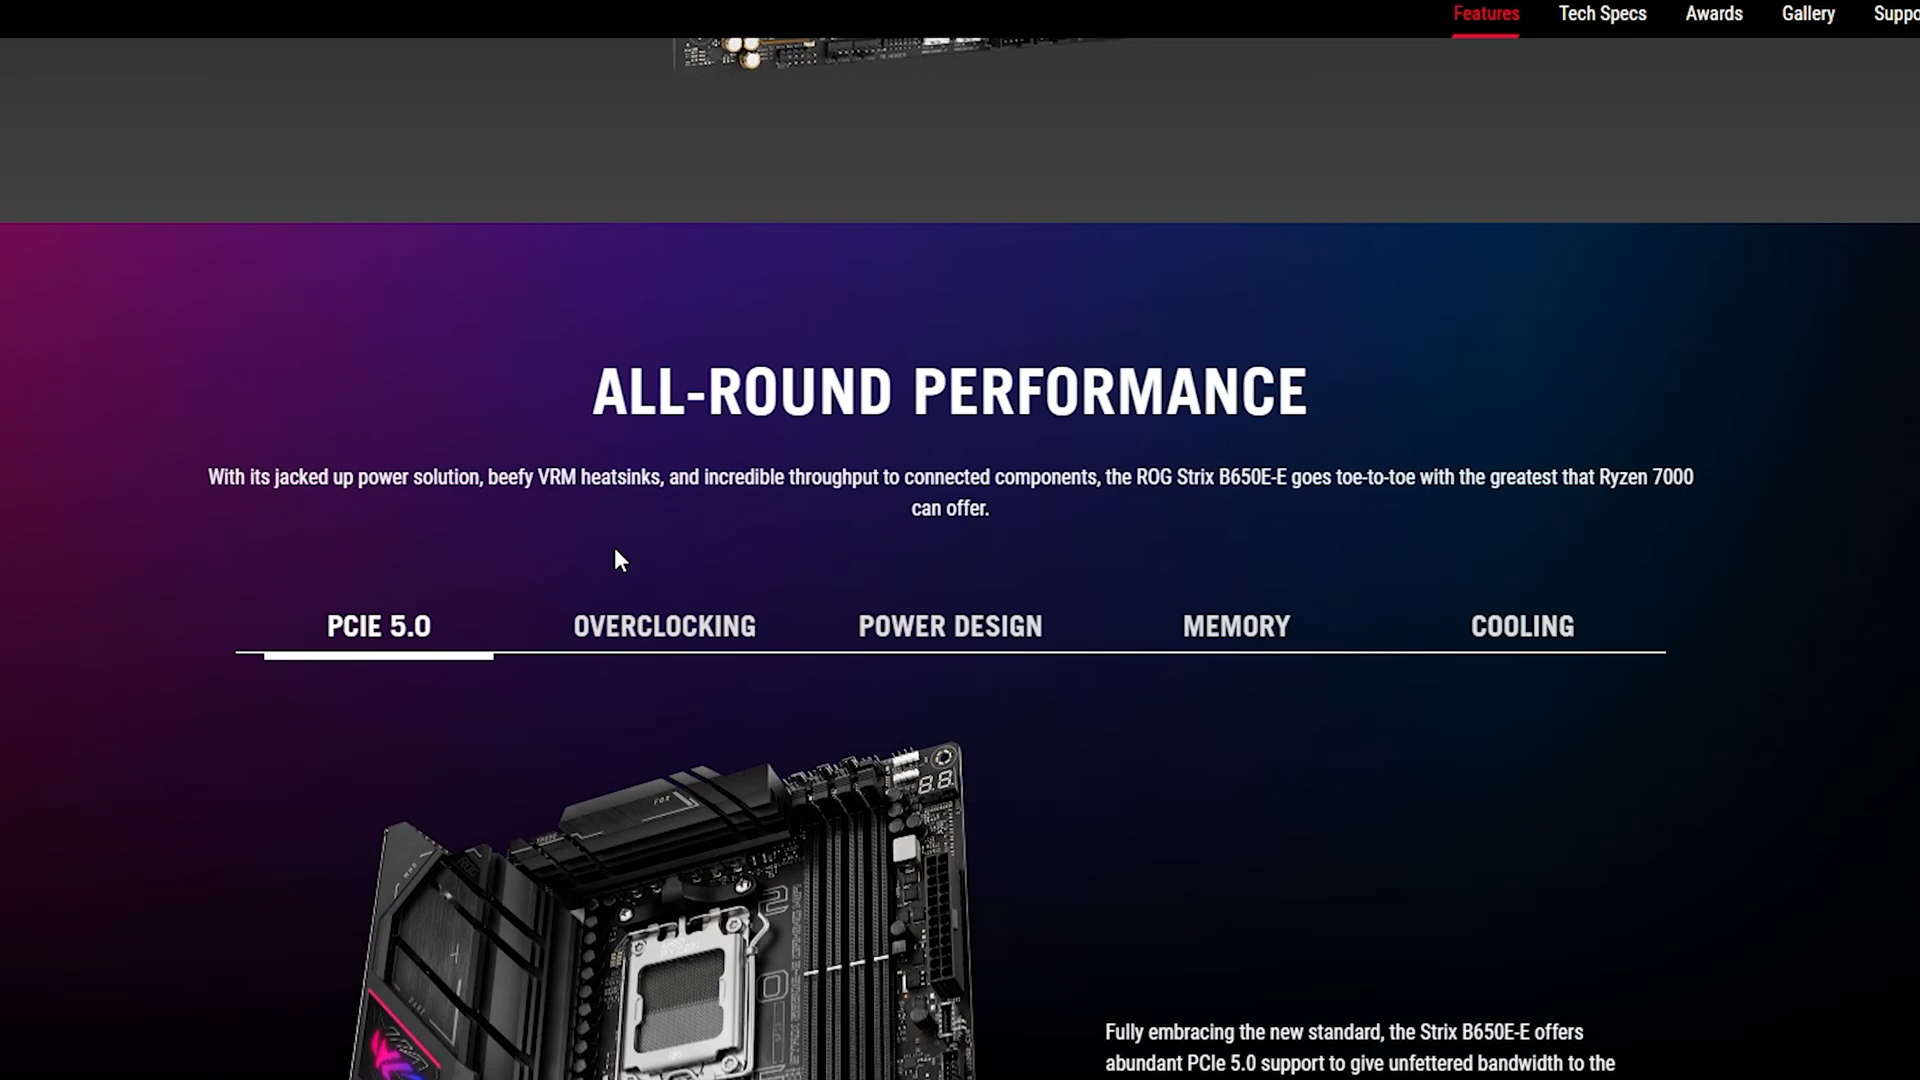 Features Tech Specs Awards Gallery Suppo
ALL-ROUND PERFORMANCE
With its jacked up power solution, beefy VRM heatsinks, and incredible throughput to connected components, the ROG Strix B650E-E goes toe-to-toe with the greatest that Ryzen 7000
can offer.
PCIE 5.0 OVERCLOCKING POWER DESIGN MEMORY COOLING
Fully embracing the new standard, the Strix B650E-E offers
abundant PCIe 5.0 support to give unfettered bandwidth to the